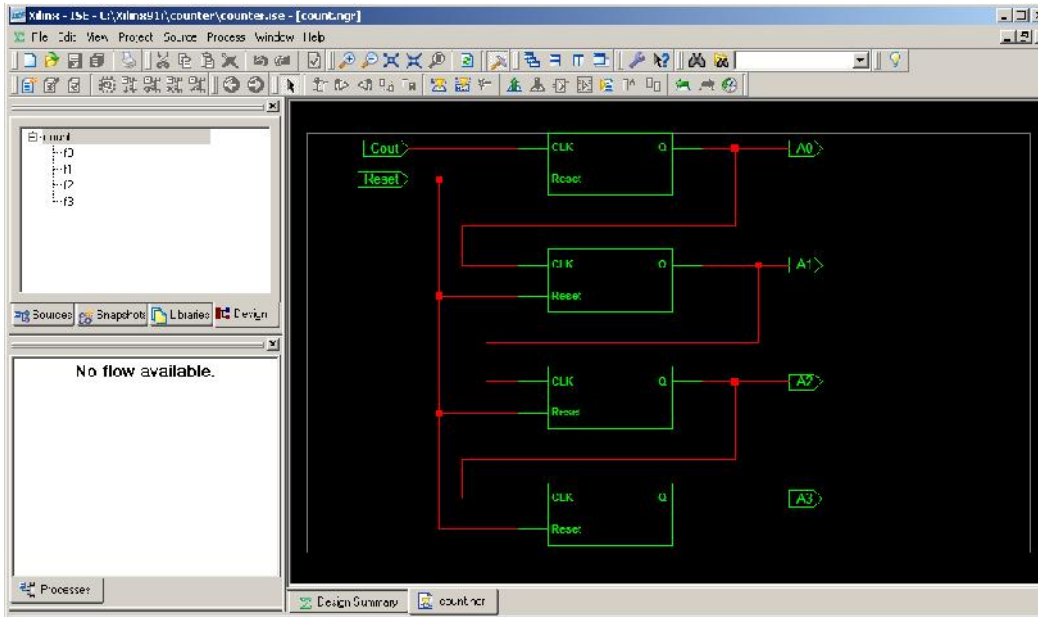 Xilinx - ISE - C:\Xilinx91i\counter\counter.ise - [count.ngr]
File Edit View Project Source Process Window Help
count
f0
f1
f2
f3
Sources Snapshots Libraries Design
No flow available.
Processes
Cout CLK Q A0
Reset Reset
CLK Q A1
Reset
CLK Q A2
Reset
CLK Q A3
Reset
Design Summary count.ngr